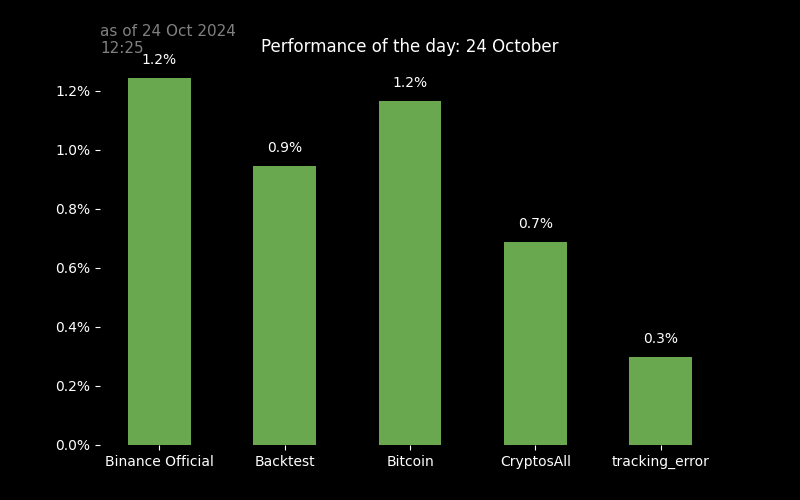 as of 24 Oct 2024
12:25
Performance of the day: 24 October
1.2%
0.9%
1.2%
0.7%
0.3%
1.2%
1.0%
0.8%
0.6%
0.4%
0.2%
0.0%
Binance Official
Backtest
Bitcoin
CryptosAll
tracking_error